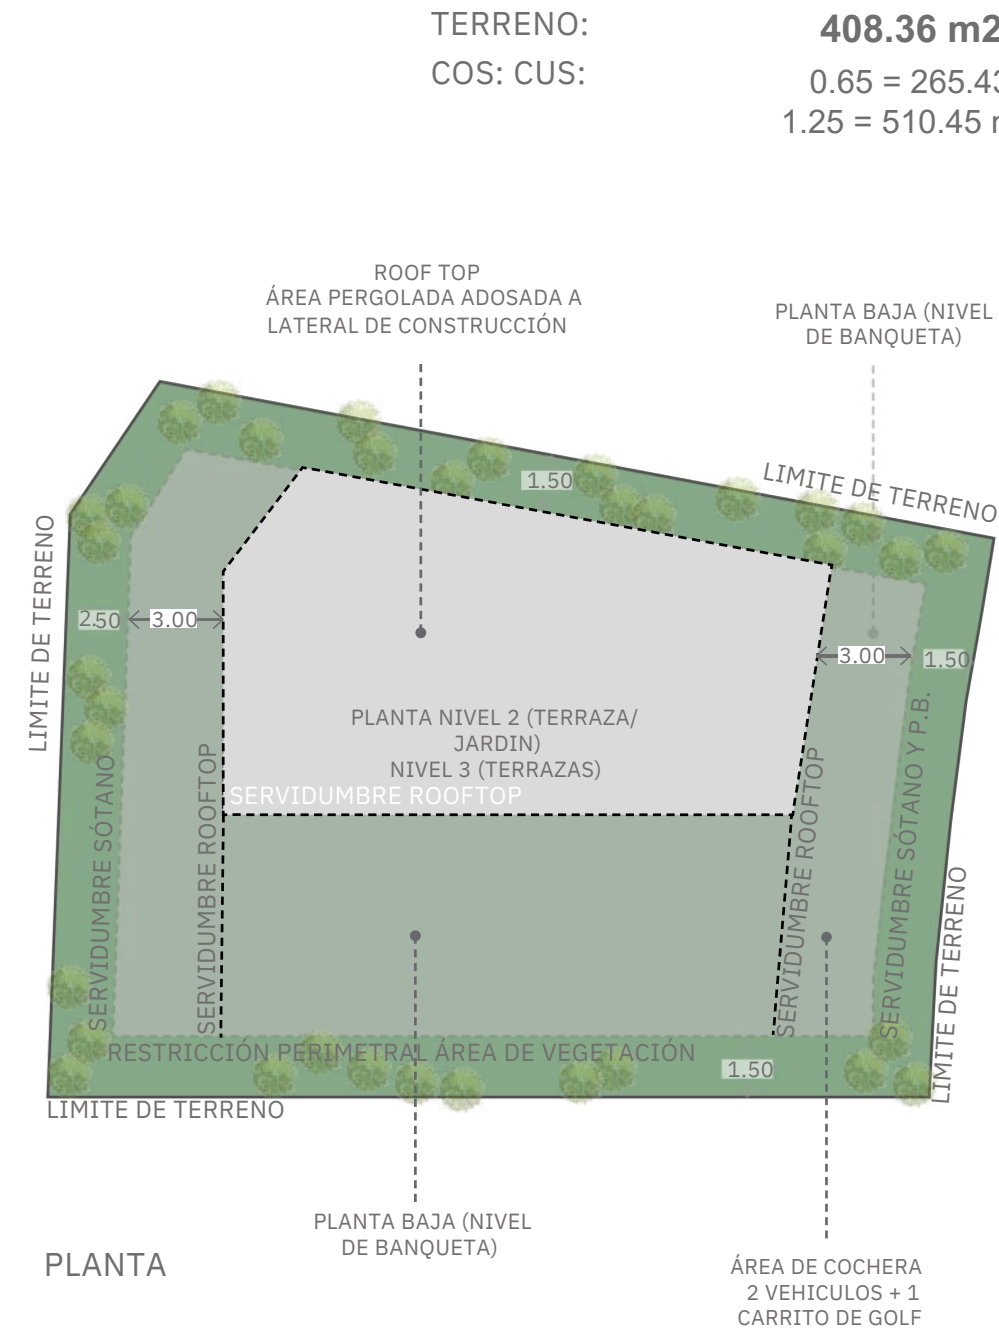 TERRENO:
408.36 m2
COS: CUS:
0.65 = 265.43
1.25 = 510.45
ROOF TOP
ÁREA PERGOLADA ADOSADA A
LATERAL DE CONSTRUCCIÓN
PLANTA BAJA (NIVEL
DE BANQUETA)
LIMITE DE TERRENO
1.50
LIMITE DE TERRENO
2.50
3.00
3.00
1.50
PLANTA NIVEL 2 (TERRAZA/
JARDIN)
NIVEL 3 (TERRAZAS)
SERVIDUMBRE ROOFTOP
SERVIDUMBRE SÓTANO
SERVIDUMBRE ROOFTOP
SERVIDUMBRE ROOFTOP
SERVIDUMBRE SÓTANO Y P.B.
LIMITE DE TERRENO
RESTRICCIÓN PERIMETRAL ÁREA DE VEGETACIÓN
1.50
LIMITE DE TERRENO
PLANTA BAJA (NIVEL
DE BANQUETA)
PLANTA
ÁREA DE COCHERA
2 VEHICULOS + 1
CARRITO DE GOLF